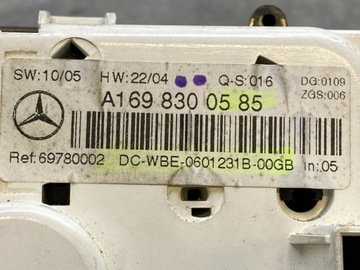 SW:10/05 HW:22/04 Q-S:016 DG:0109
ZGS:006
A169 830 05 85
Ref:69780002 DC-WBE-0601231B-00GB In:05